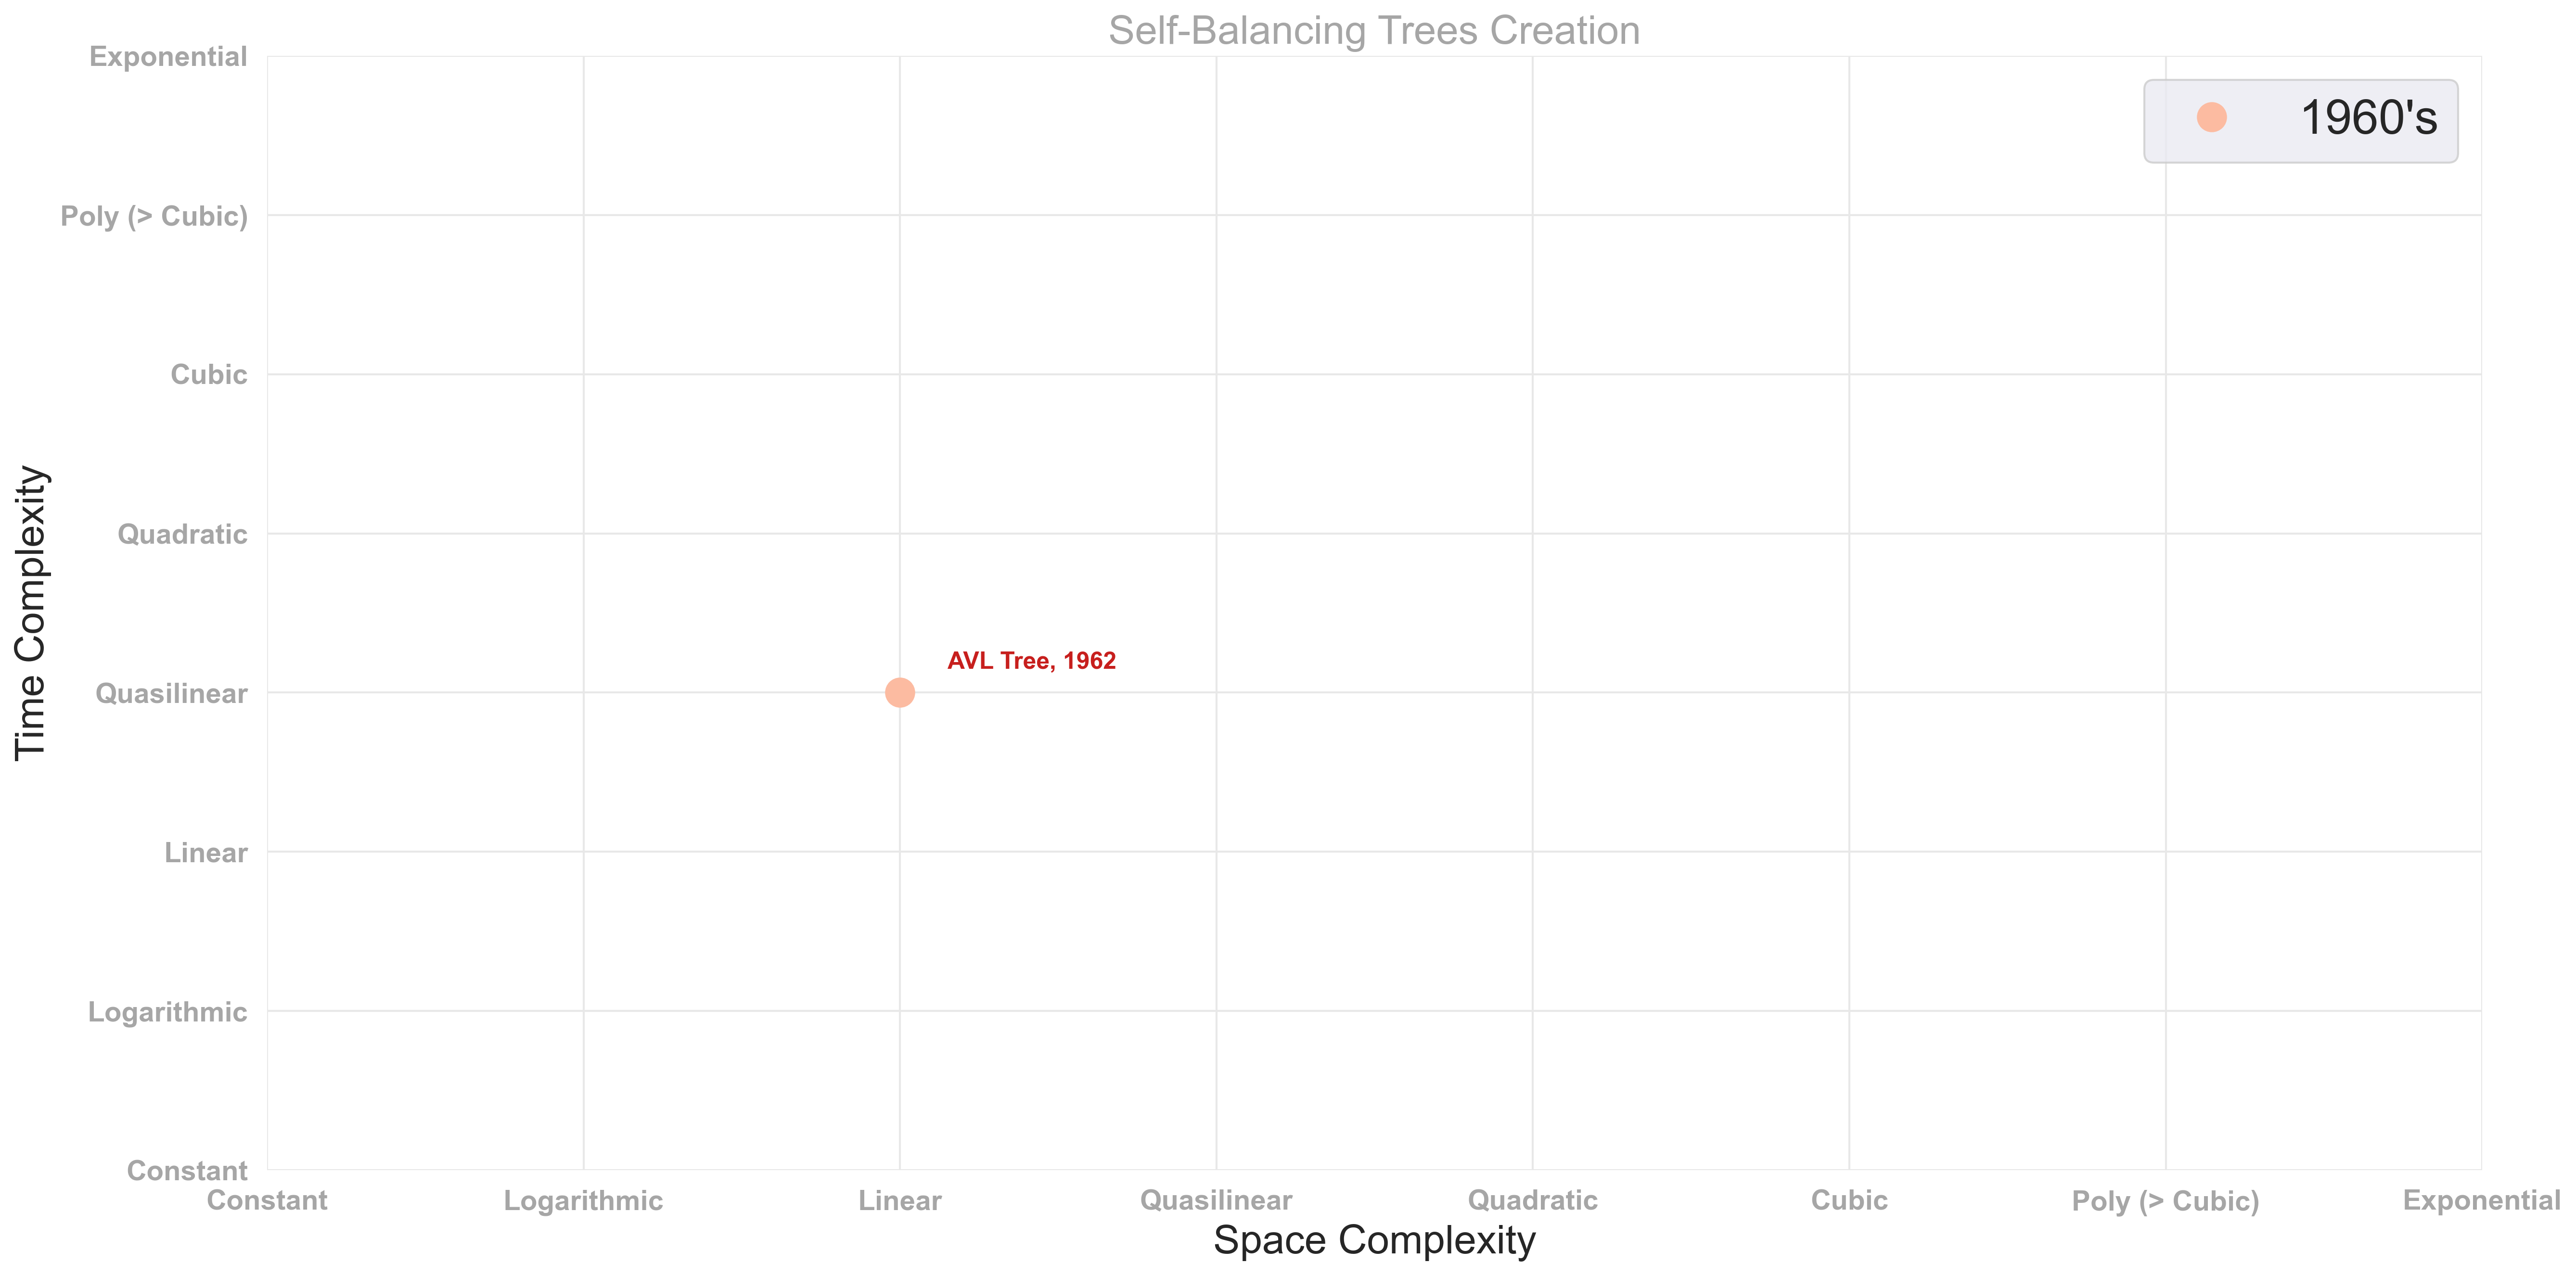 Self-Balancing Trees Creation
Exponential
1960's
Poly (> Cubic)
Cubic
Quadratic
Time Complexity
AVL Tree, 1962
Quasilinear
Linear
Logarithmic
Constant
Constant Logarithmic Linear Quasilinear Quadratic Cubic Poly (> Cubic) Exponential
Space Complexity